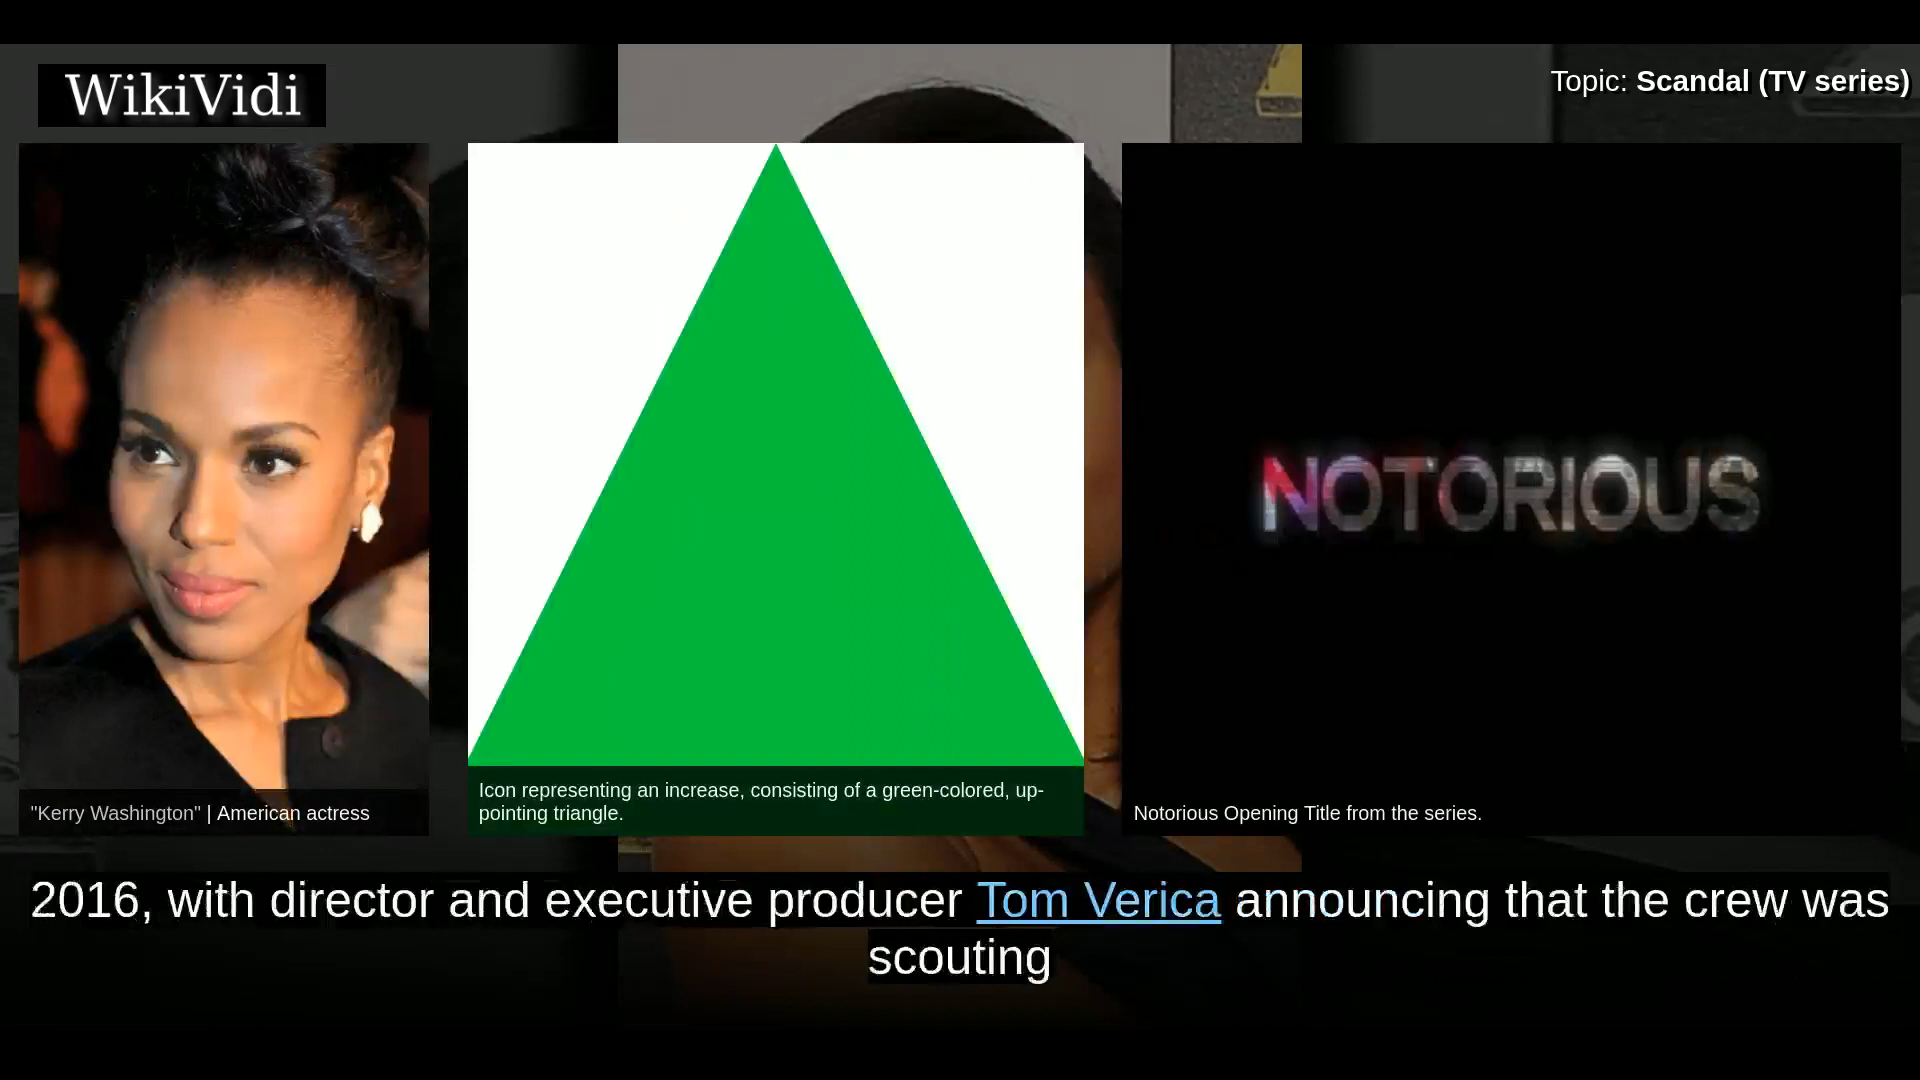 WikiVidi
Topic: Scandal (TV series)
NOTORIOUS
"Kerry Washington" | American actress
Icon representing an increase, consisting of a green-colored, up-
pointing triangle.
Notorious Opening Title from the series.
2016, with director and executive producer Tom Verica announcing that the crew was
scouting